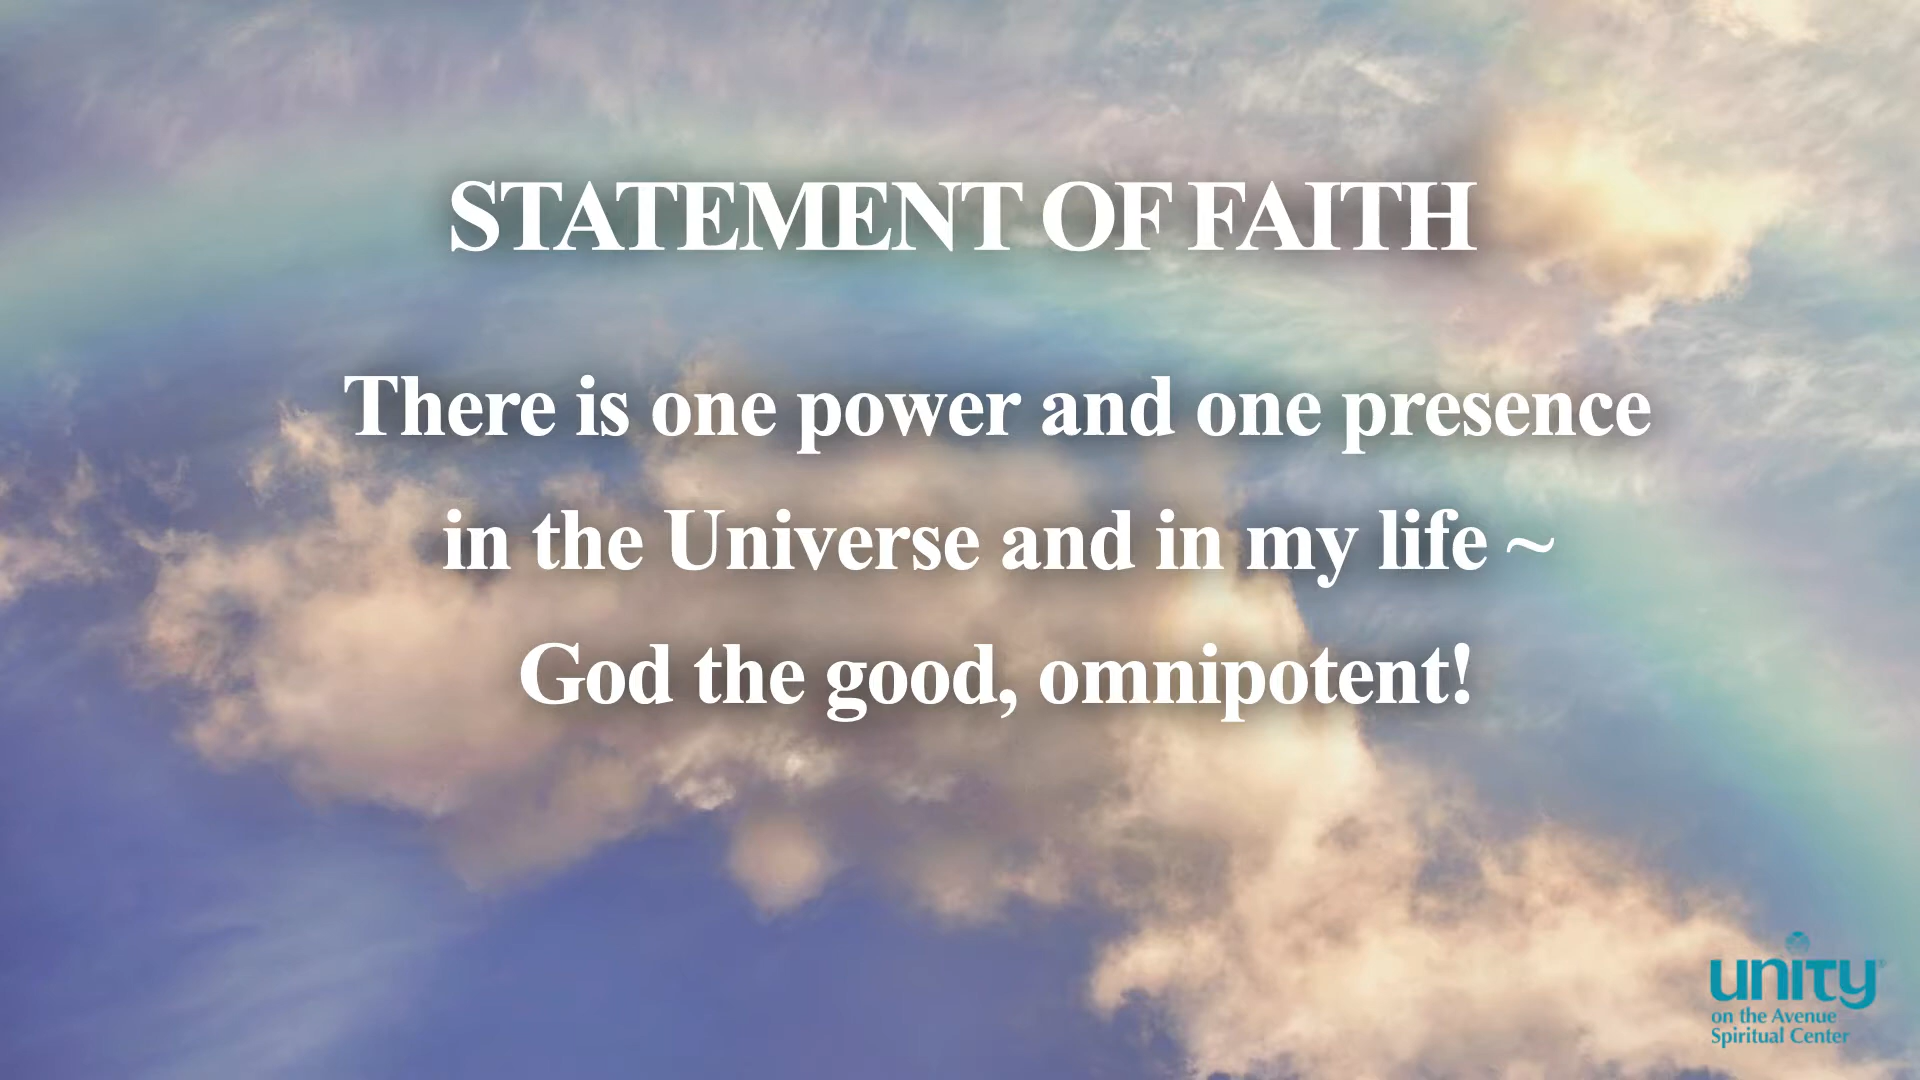 STATEMENT OF FAITH
There is one power and one presence
in the Universe and in my life ~
God the good, omnipotent!
unity®
on the Avenue
Spiritual Center